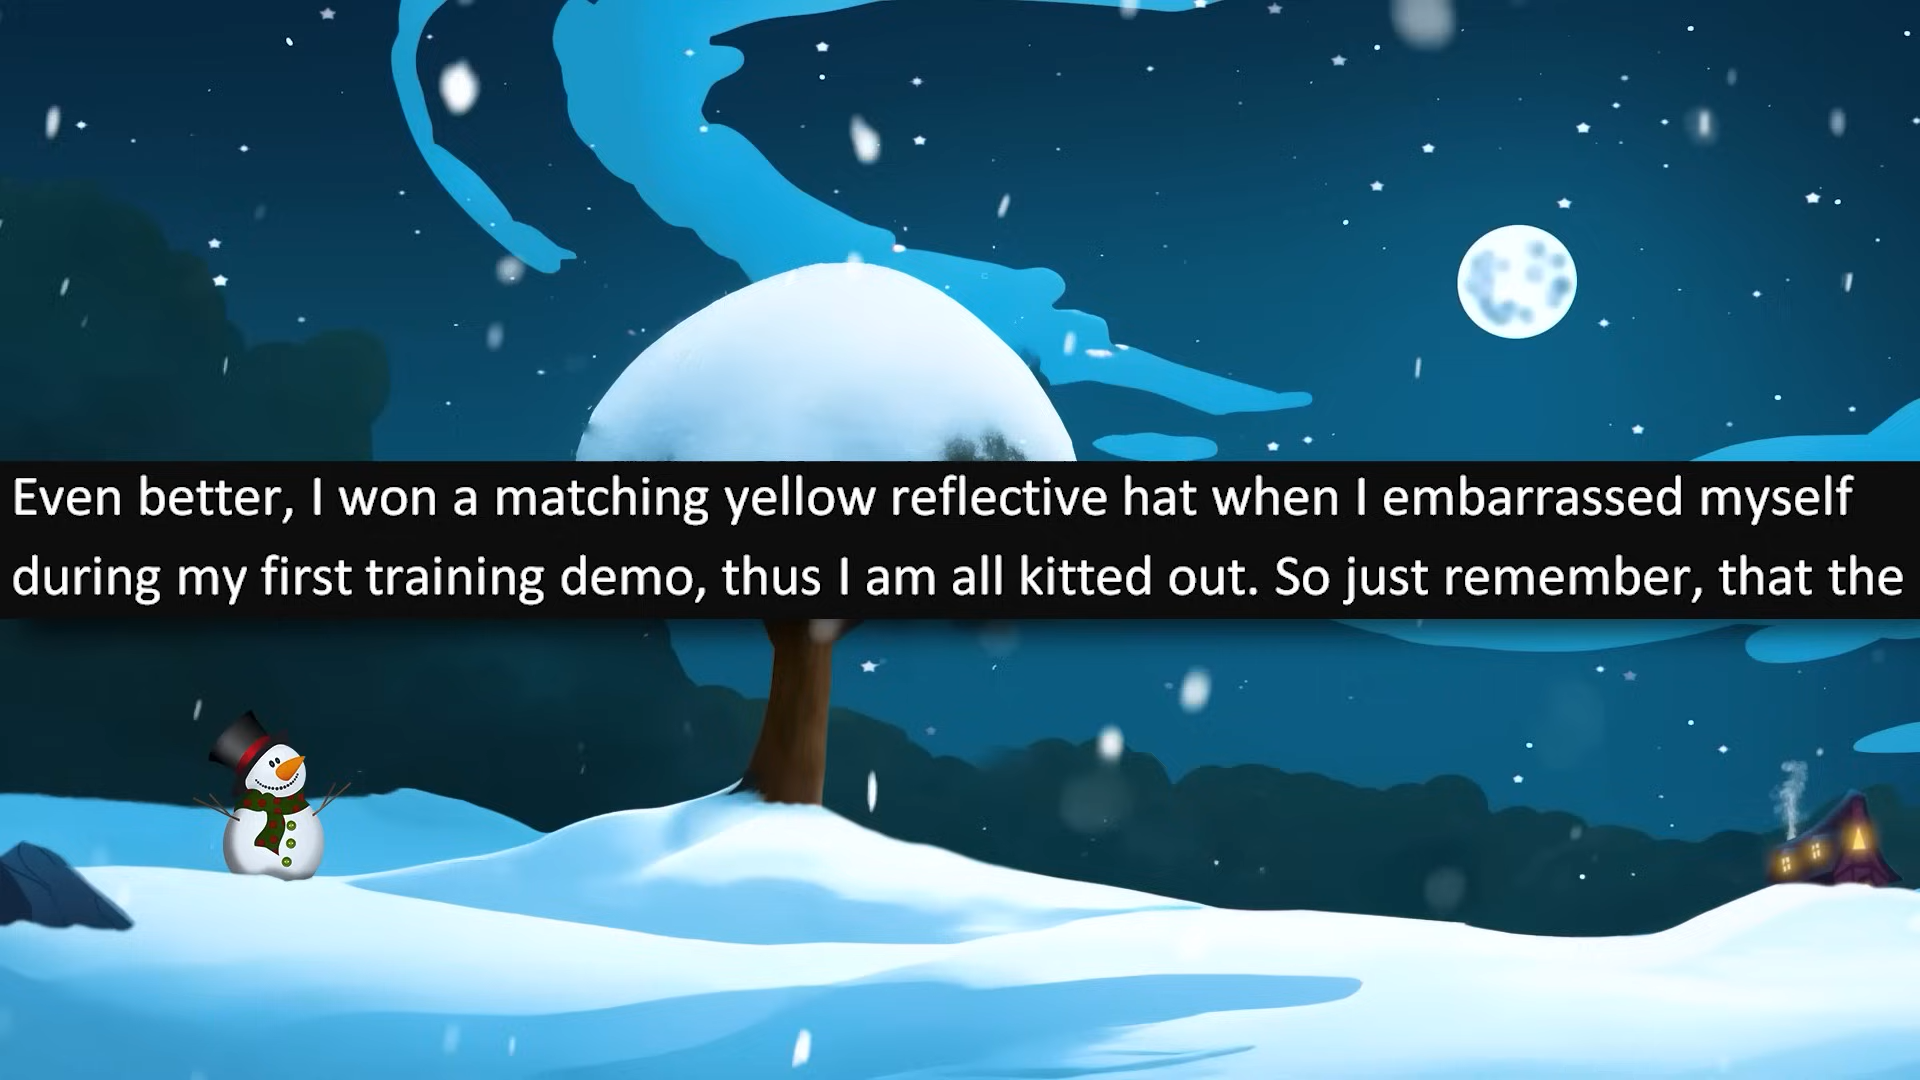 Even better, I won a matching yellow reflective hat when I embarrassed myself
during my first training demo, thus I am all kitted out. So just remember, that the